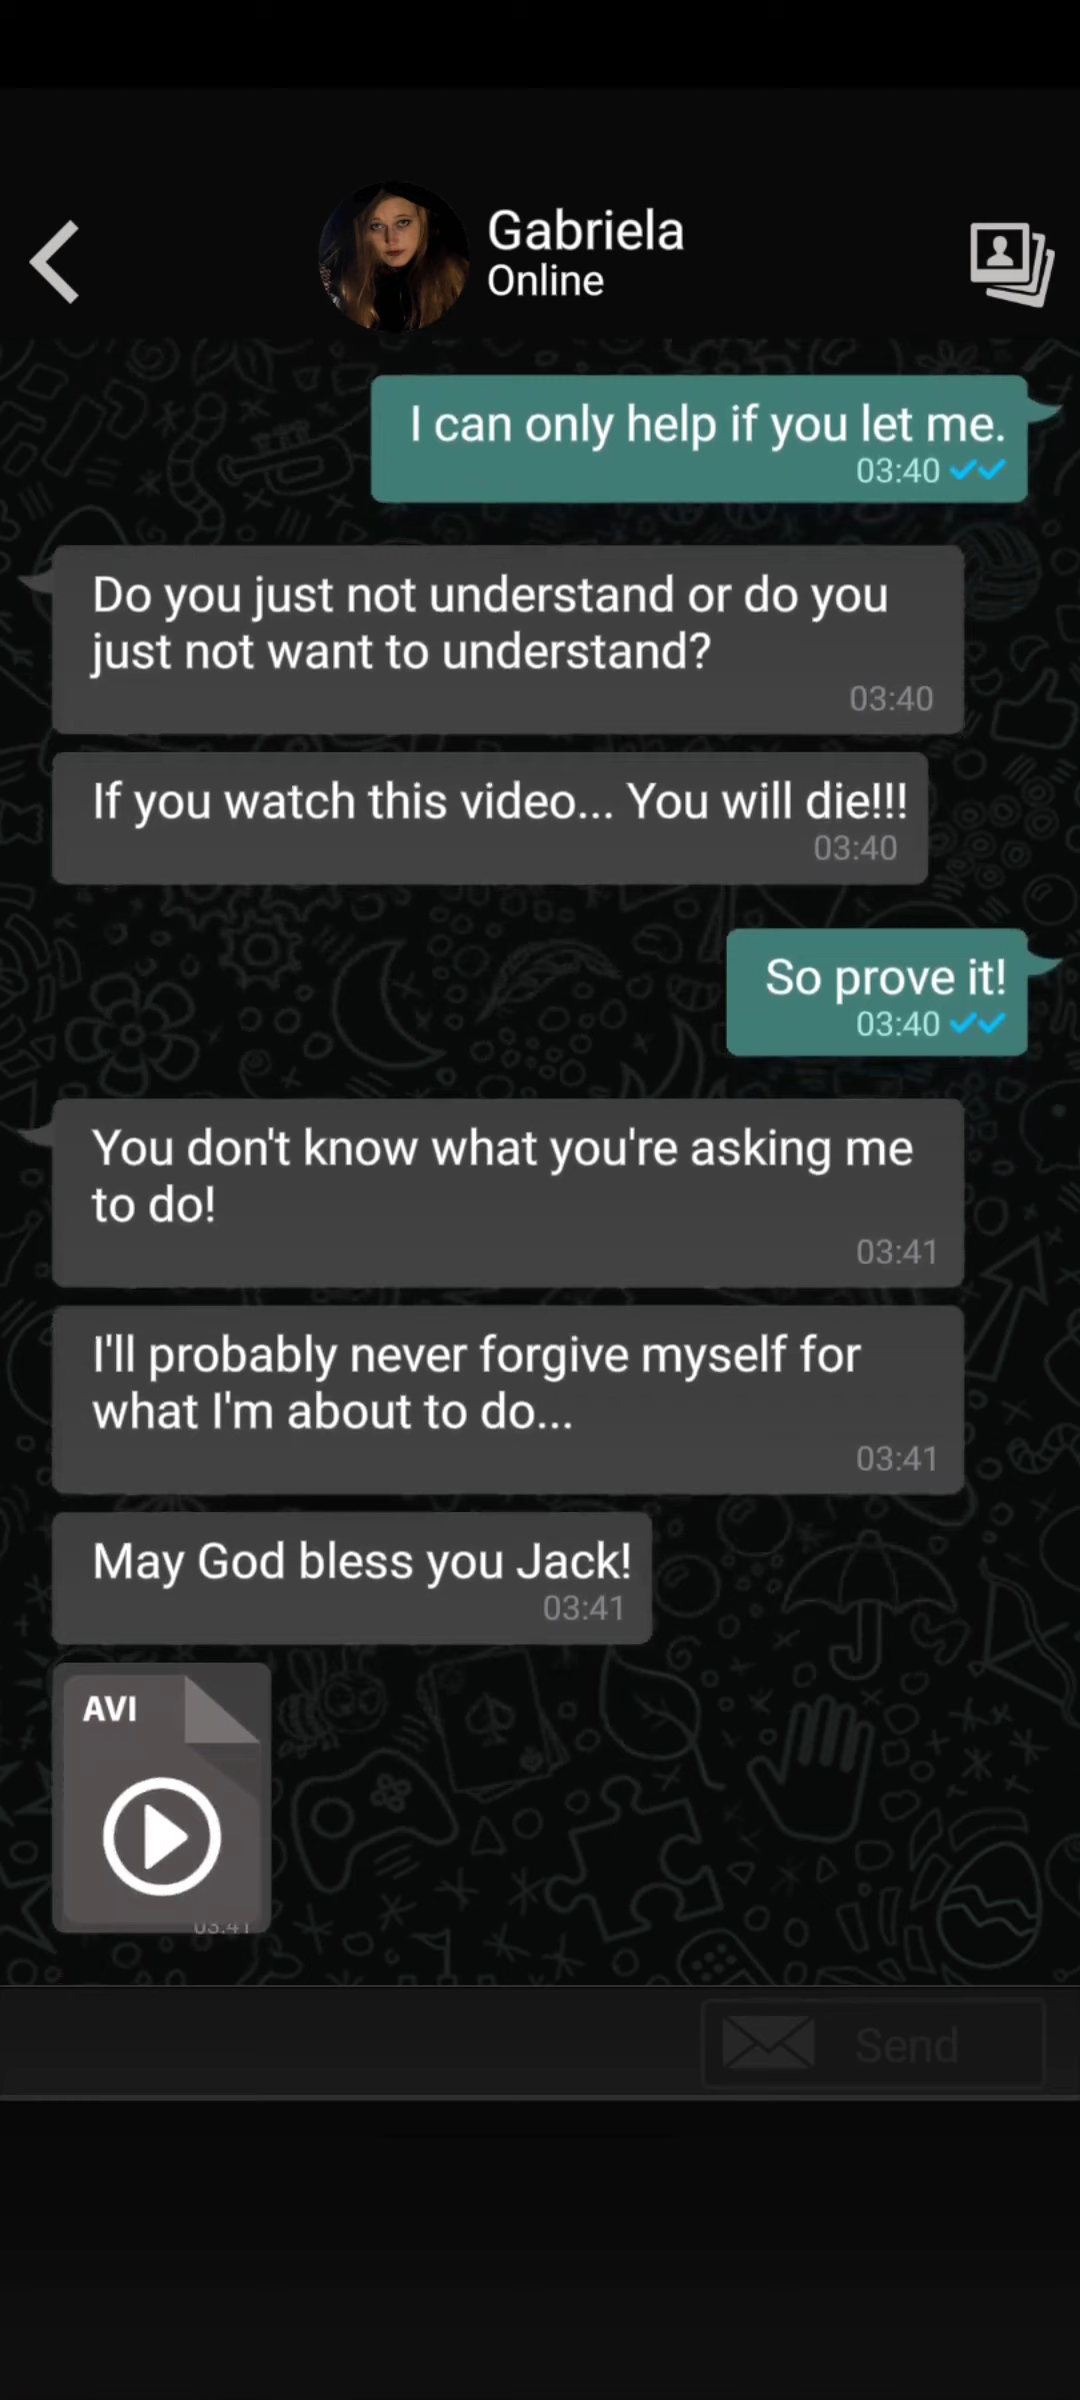 Gabriela
Online
I can only help if you let me.
03:40
Do you just not understand or do you
just not want to understand?
03:40
If you watch this video... You will die!!!
03:40
So prove it!
03:40
You don't know what you're asking me
to do!
03:41
I'll probably never forgive myself for
what I'm about to do...
03:41
May God bless you Jack!
03:41
AVI
03:41
Send